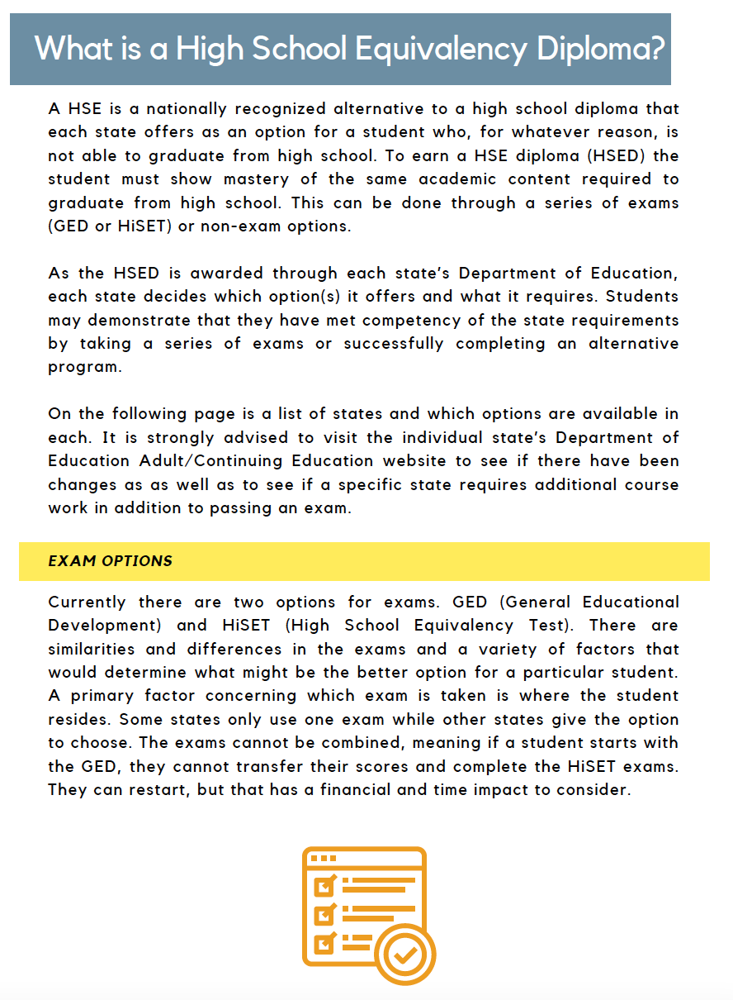 What is a High School Equivalency Diploma?
A HSE is a nationally recognized alternative to a high school diploma that
each state offers as an option for a student who, for whatever reason, is
not able to graduate from high school. To earn a HSE diploma (HSED) the
student must show mastery of the same academic content required to
graduate from high school. This can be done through a series of exams
(GED or HiSET) or non-exam options.
As the HSED is awarded through each state's Department of Education,
each state decides which option(s) it offers and what it requires. Students
may demonstrate that they have met competency of the state requirements
by taking a series of exams or successfully completing an alternative
program.
On the following page is a list of states and which options are available in
each. It is strongly advised to visit the individual state's Department of
Education Adult/Continuing Education website to see if there have been
changes as as well as to see if a specific state requires additional course
work in addition to passing an exam.
EXAM OPTIONS
Currently there are two options for exams. GED (General Educational
Development) and HiSET (High School Equivalency Test). There are
similarities and differences in the exams and a variety of factors that
would determine what might be the better option for a particular student.
A primary factor concerning which exam is taken is where the student
resides. Some states only use one exam while other states give the option
to choose. The exams cannot be combined, meaning if a student starts with
the GED, they cannot transfer their scores and complete the HiSET exams.
They can restart, but that has a financial and time impact to consider.